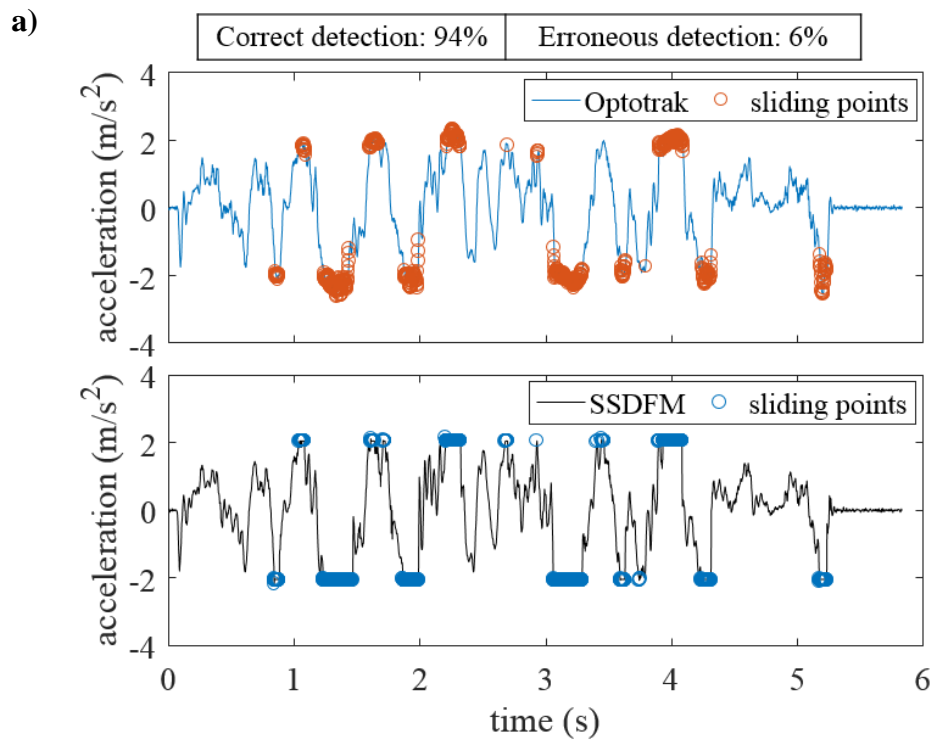 a)
Correct detection: 94% Erroneous detection: 6%
4
Optotrak sliding points
2
0
-2
-4
acceleration (m/s²)
4
SSDFM sliding points
2
0
-2
-4
acceleration (m/s²)
0 1 2 3 4 5 6
time (s)